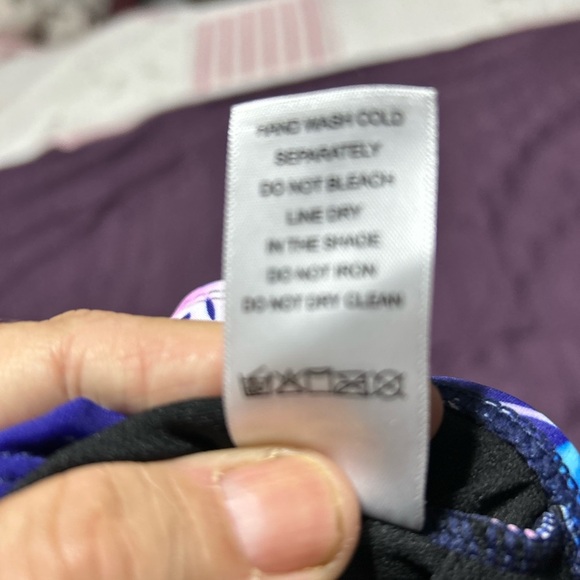 HAND WASH COLD
SEPARATELY
DO NOT BLEACH
LINE DRY
IN THE SHADE
DO NOT IRON
DO NOT DRY CLEAN